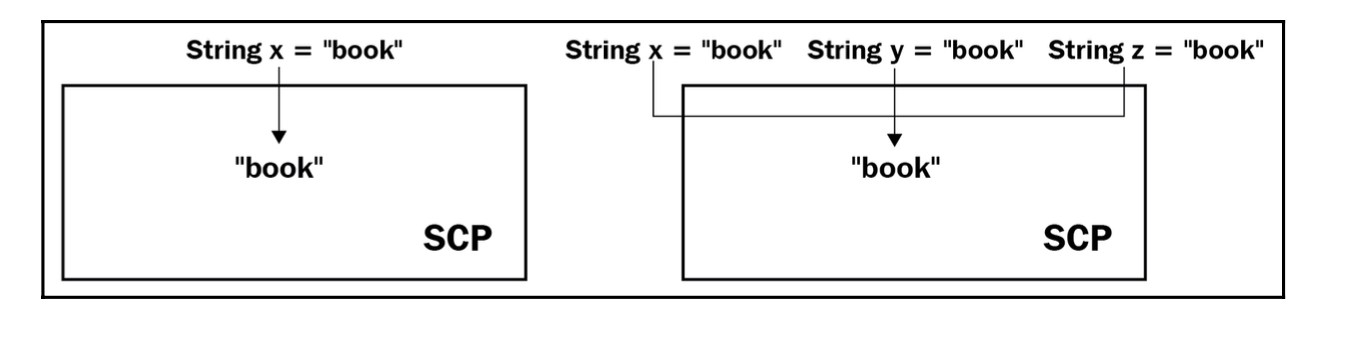 String x = "book"
"book"
SCP
String x = "book" String y = "book" String z = "book"
"book"
SCP